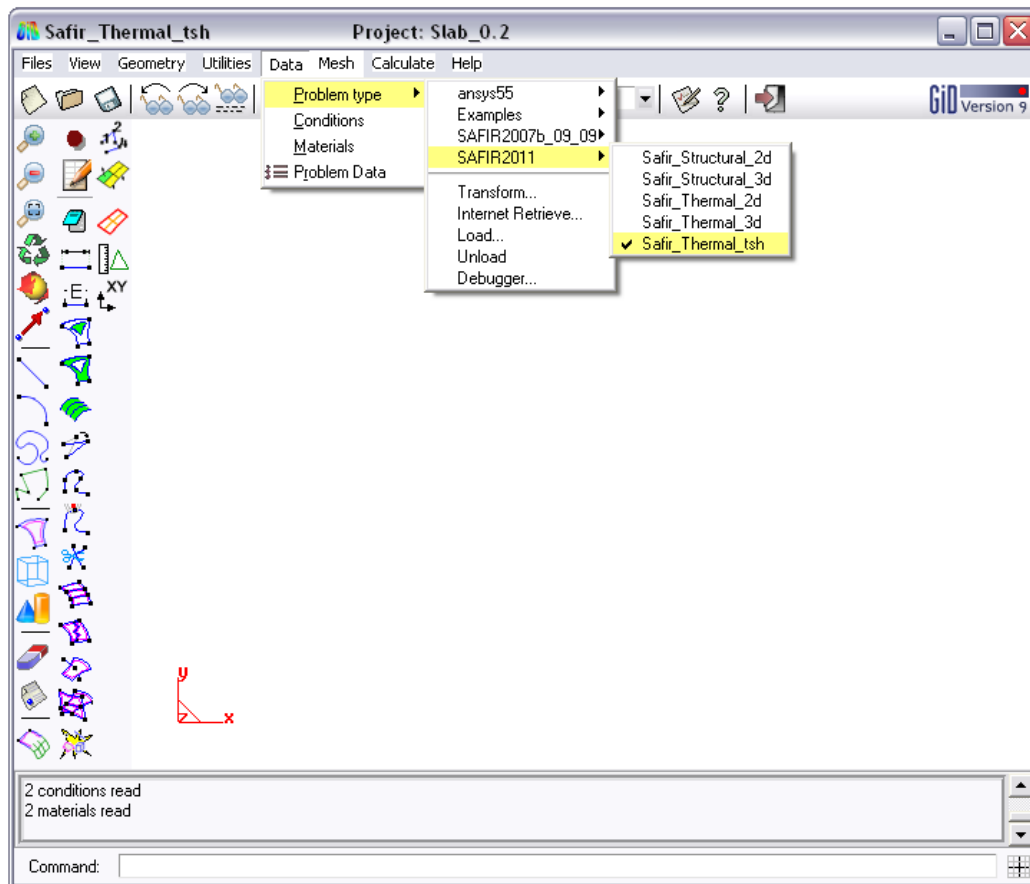 Safir_Thermal_tsh Project: Slab_0.2
Files View Geometry Utilities Data Mesh Calculate Help
GiD Version 9
Problem type
Conditions
Materials
Problem Data
ansys55
Examples
SAFIR2007b_09_09
SAFIR2011
Transform...
Internet Retrieve...
Load...
Unload
Debugger...
Safir_Structural_2d
Safir_Structural_3d
Safir_Thermal_2d
Safir_Thermal_3d
Safir_Thermal_tsh
2
E
XY
y
z x
2 conditions read
2 materials read
Command: